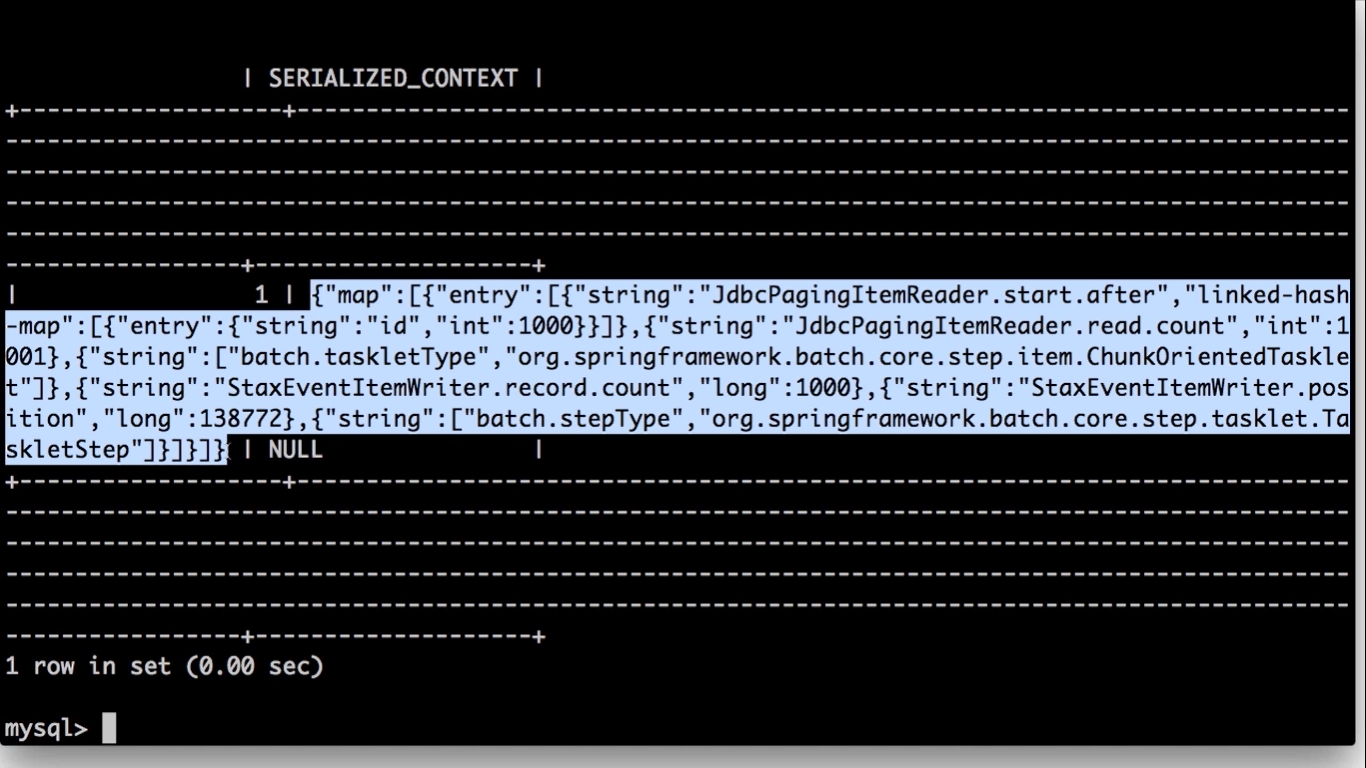 | SERIALIZED_CONTEXT |
+-------------------+-----------------------------------------------------------------------------
-------------------------------------------------------------------------------------------------
-------------------------------------------------------------------------------------------------
-------------------------------------------------------------------------------------------------
-------------------------------------------------------------------------------------------------
-----------------+--------------------+
|                 1 | {"map":[{"entry":[{"string":"JdbcPagingItemReader.start.after","linked-hash
-map":[{"entry":{"string":"id","int":1000}}]},{"string":"JdbcPagingItemReader.read.count","int":1
001},{"string":["batch.taskletType","org.springframework.batch.core.step.item.ChunkOrientedTaskle
t"]},{"string":"StaxEventItemWriter.record.count","long":1000},{"string":"StaxEventItemWriter.pos
ition","long":138772},{"string":["batch.stepType","org.springframework.batch.core.step.tasklet.Ta
skletStep"]}]}]} | NULL               |
+-------------------+-----------------------------------------------------------------------------
-------------------------------------------------------------------------------------------------
-------------------------------------------------------------------------------------------------
-------------------------------------------------------------------------------------------------
-------------------------------------------------------------------------------------------------
-----------------+--------------------+
1 row in set (0.00 sec)
mysql>